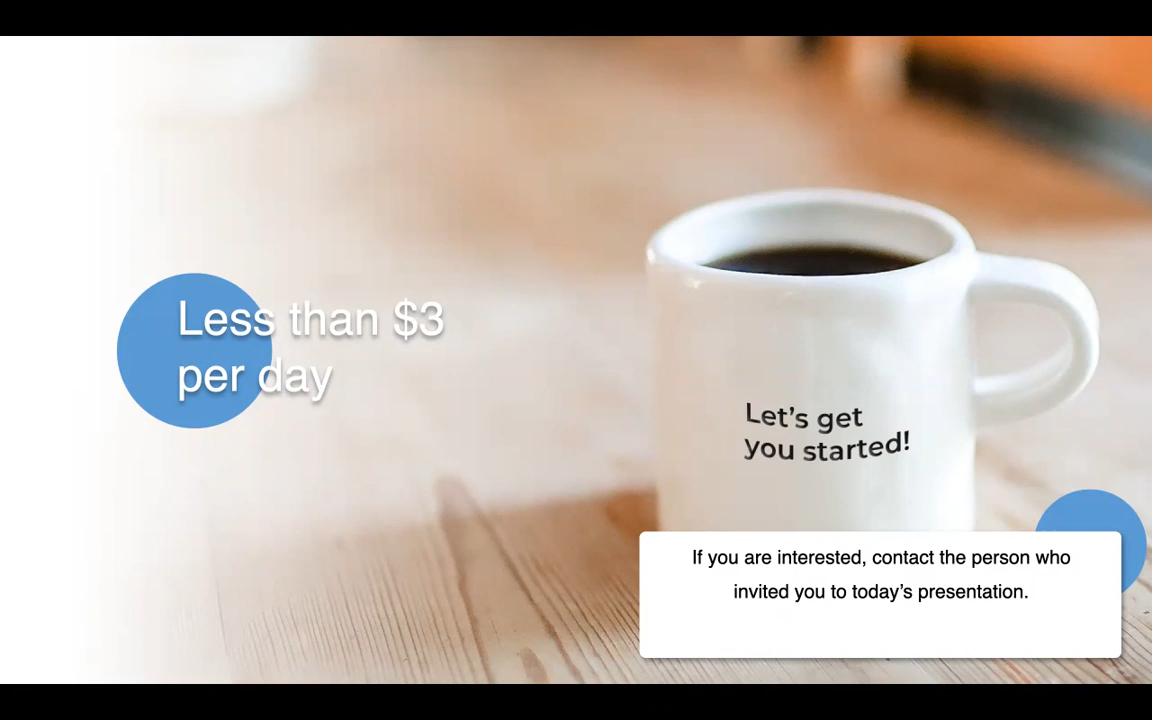 Less than $3
per day
Let's get
you started!
If you are interested, contact the person who
invited you to today's presentation.